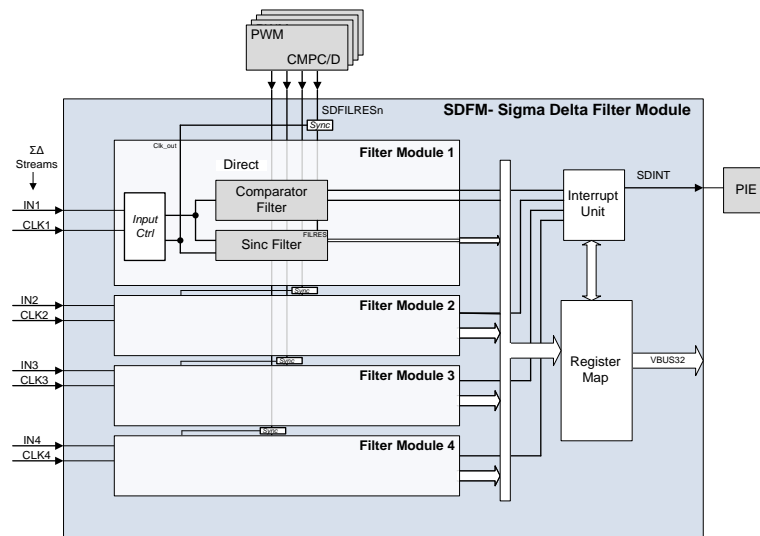 PWM
CMPC/D
SDFILRESn
SDFM- Sigma Delta Filter Module
Sync
ΣΔ
Streams
Clk_out
Filter Module 1
Direct
Comparator
Filter
Input
Ctrl
FILRES
Sinc Filter
IN1
CLK1
Interrupt
Unit
SDINT
PIE
Sync
IN2
CLK2
Filter Module 2
Sync
IN3
CLK3
Filter Module 3
Register
Map
VBUS32
Sync
IN4
CLK4
Filter Module 4